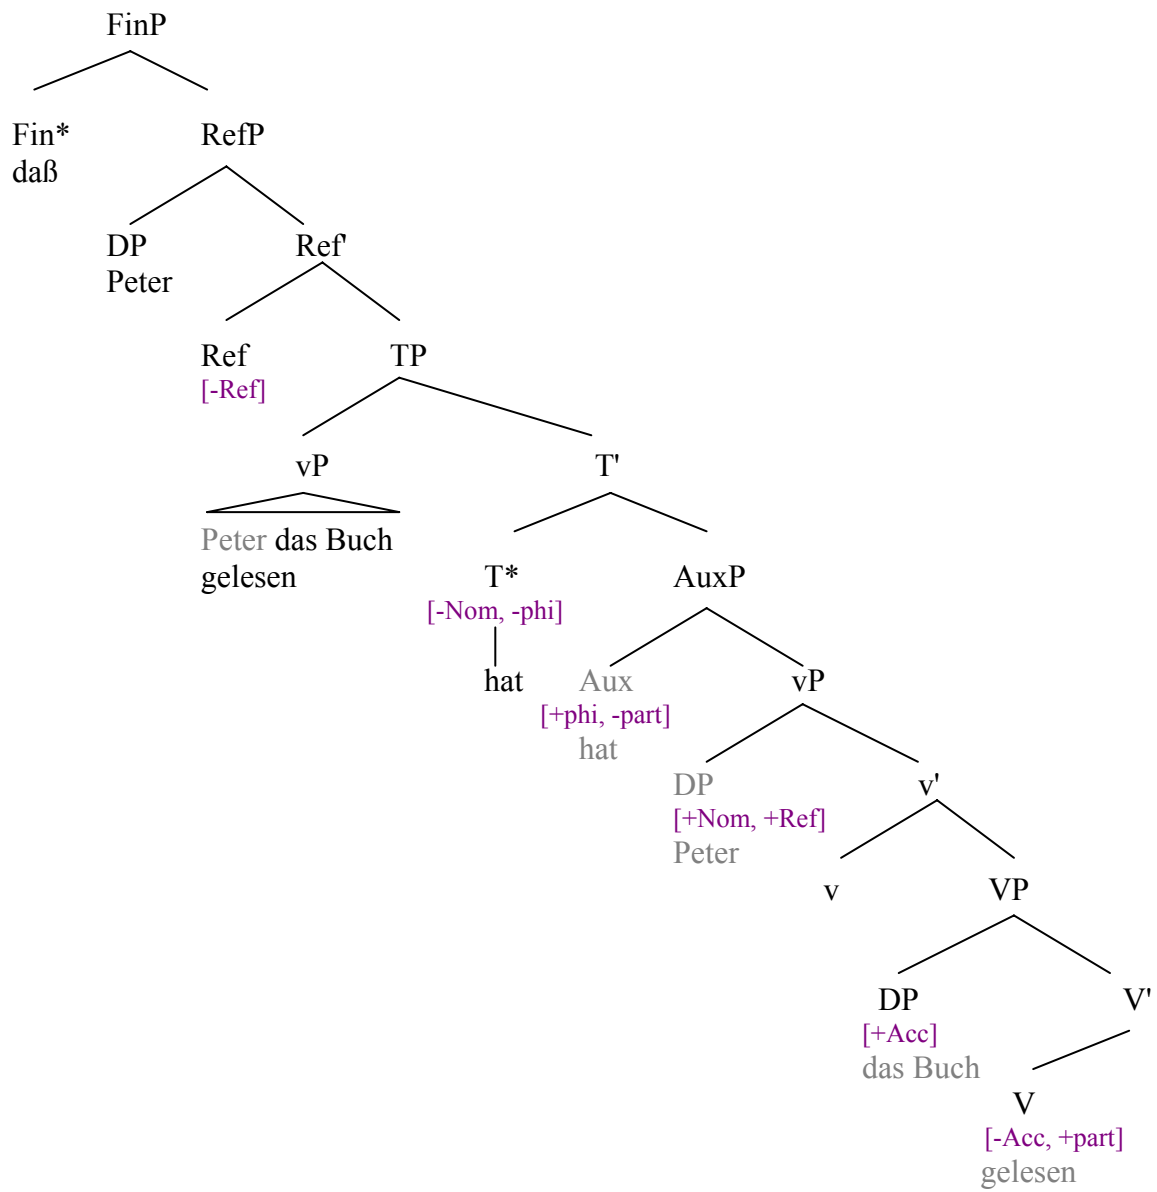 FinP
Fin* RefP
daß
DP Ref'
Peter
Ref TP
[-Ref]
vP T'
Peter das Buch
gelesen
T* AuxP
[-Nom, -phi]
hat Aux vP
[+phi, -part]
hat
DP v'
[+Nom, +Ref]
Peter
v VP
DP V'
[+Acc]
das Buch
V
[-Acc, +part]
gelesen